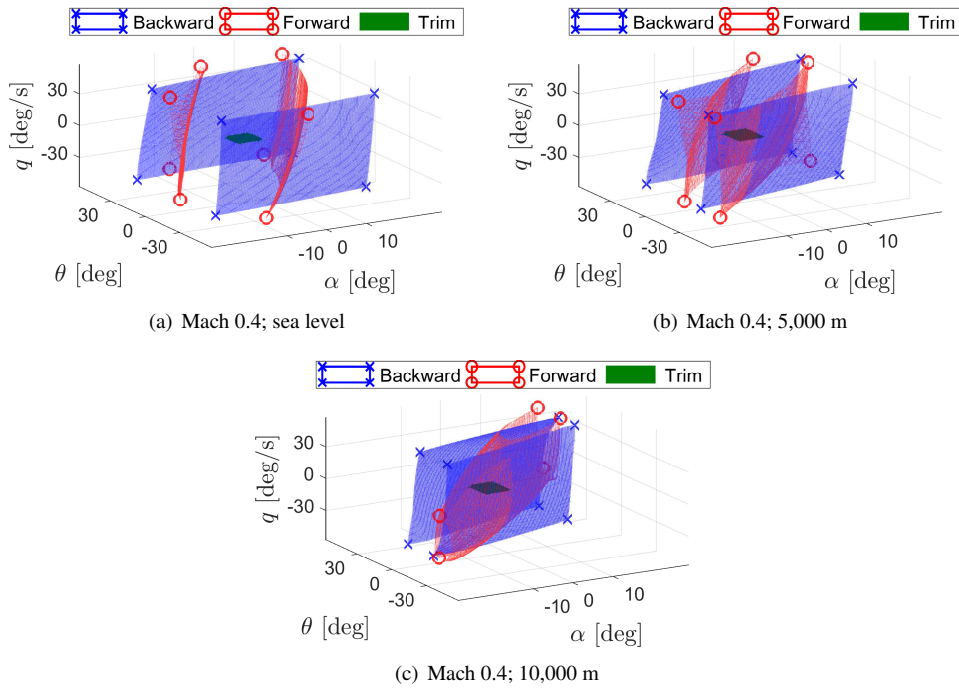 Backward Forward Trim
Backward Forward Trim
q [deg/s]
30
0
-30
30
0
-30
θ [deg]
-10
0
10
α [deg]
q [deg/s]
30
0
-30
30
0
-30
θ [deg]
-10
0
10
α [deg]
(a) Mach 0.4; sea level
(b) Mach 0.4; 5,000 m
Backward Forward Trim
q [deg/s]
30
0
-30
30
0
-30
θ [deg]
-10
0
10
α [deg]
(c) Mach 0.4; 10,000 m